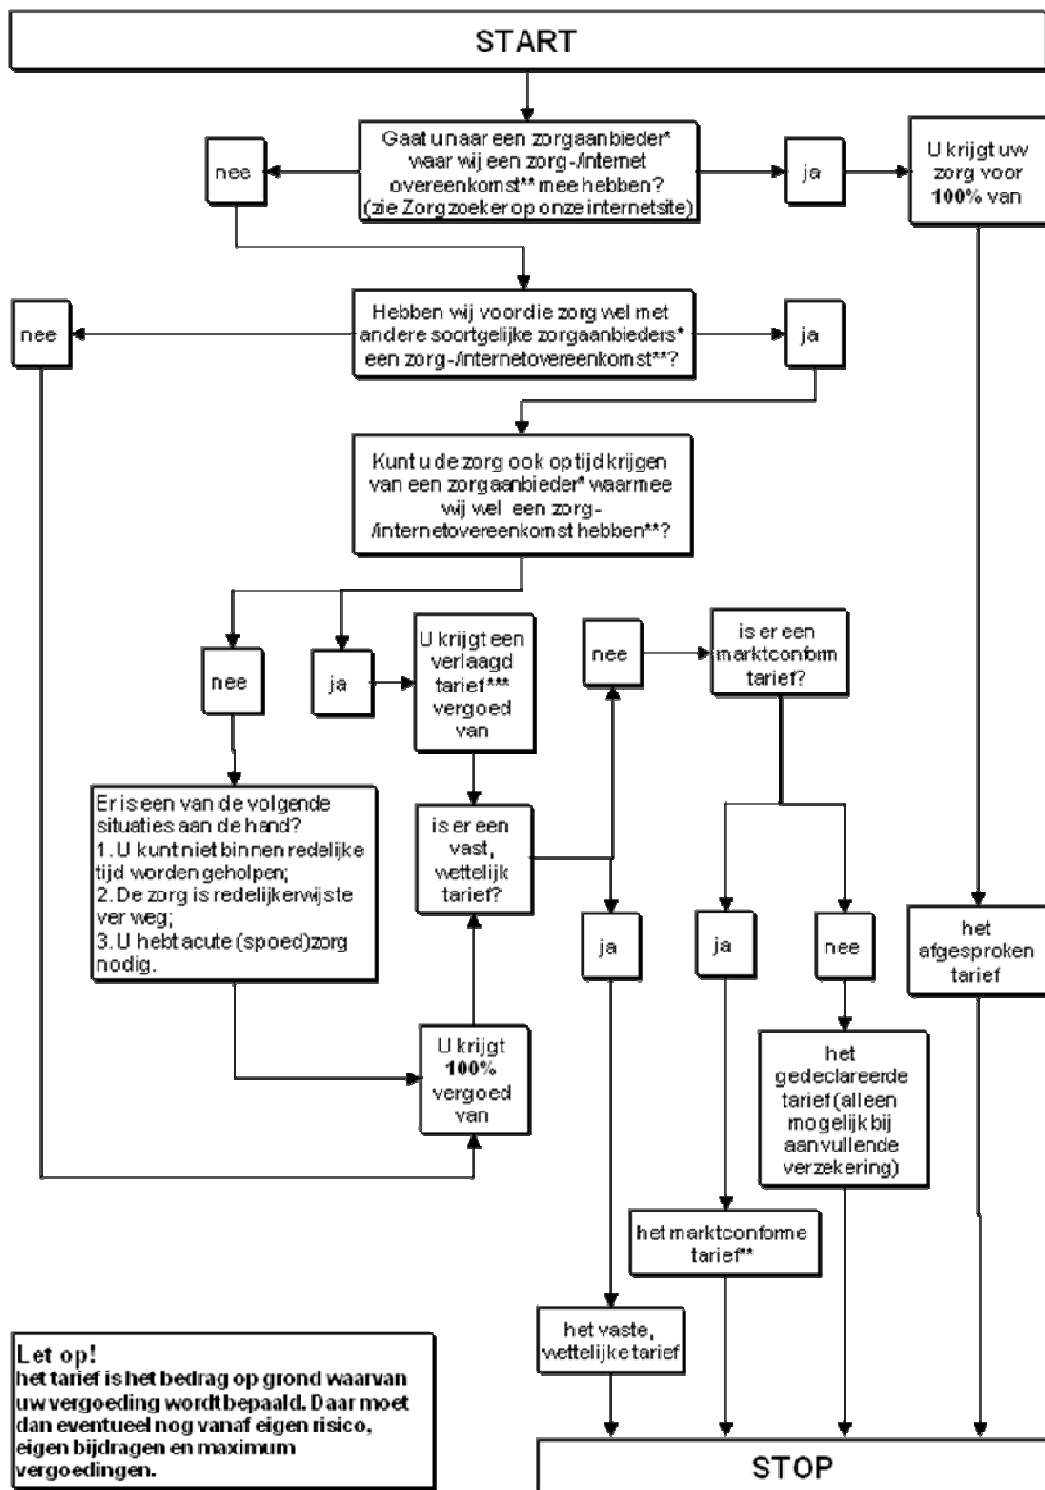 START
Gaat u naar een zorgaanbieder*
waar wij een zorg-/internet
overeenkomst** mee hebben?
(zie Zorgzoeker op onze internetsite)
nee
ja
U krijgt uw
zorg voor
100% van
Hebben wij voor die zorg wel met
andere soortgelijke zorgaanbieders*
een zorg-/internetovereenkomst**?
nee
ja
Kunt u de zorg ook op tijd krijgen
van een zorgaanbieder* waarmee
wij wel een zorg-
/internetovereenkomst hebben**?
nee
ja
U krijgt een
verlaagd
tarief***
vergoed
van
nee
is er een
marktconform
tarief?
Er is een van de volgende
situaties aan de hand?
1. U kunt niet binnen redelijke
tijd worden geholpen;
2. De zorg is redelijkerwijs te
ver weg;
3. U hebt acute (spoed)zorg
nodig.
is er een
vast,
wettelijk
tarief?
ja
ja
nee
het
afgesproken
tarief
U krijgt
100%
vergoed
van
het
gedeclareerde
tarief (alleen
mogelijk bij
aanvullende
verzekering)
het marktconforme
tarief**
het vaste,
wettelijke tarief
Let op!
het tarief is het bedrag op grond waarvan
uw vergoeding wordt bepaald. Daar moet
dan eventueel nog vanaf eigen risico,
eigen bijdragen en maximum
vergoedingen.
STOP